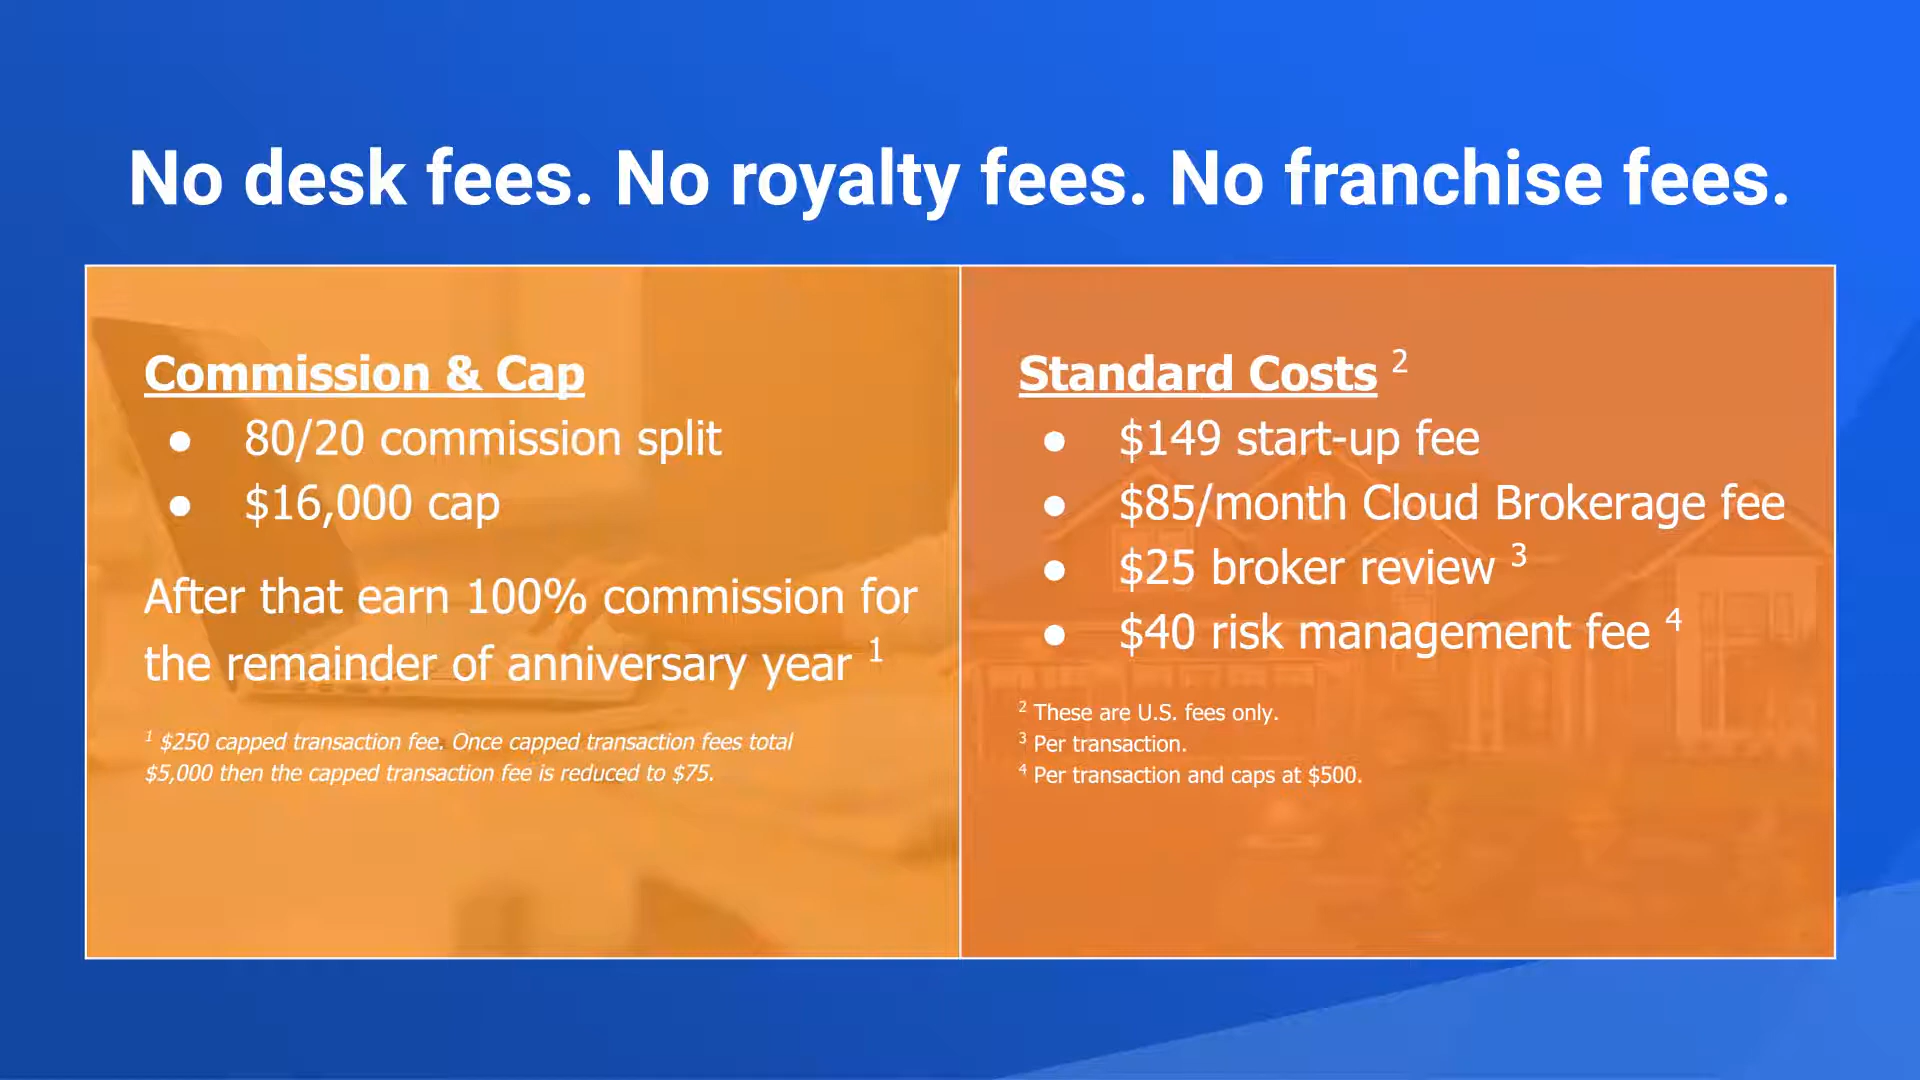 No desk fees. No royalty fees. No franchise fees.
Commission & Cap
● 80/20 commission split
● $16,000 cap
After that earn 100% commission for
the remainder of anniversary year 1
1 $250 capped transaction fee. Once capped transaction fees total
$5,000 then the capped transaction fee is reduced to $75.
Standard Costs 2
● $149 start-up fee
● $85/month Cloud Brokerage fee
● $25 broker review 3
● $40 risk management fee 4
2 These are U.S. fees only.
3 Per transaction.
4 Per transaction and caps at $500.